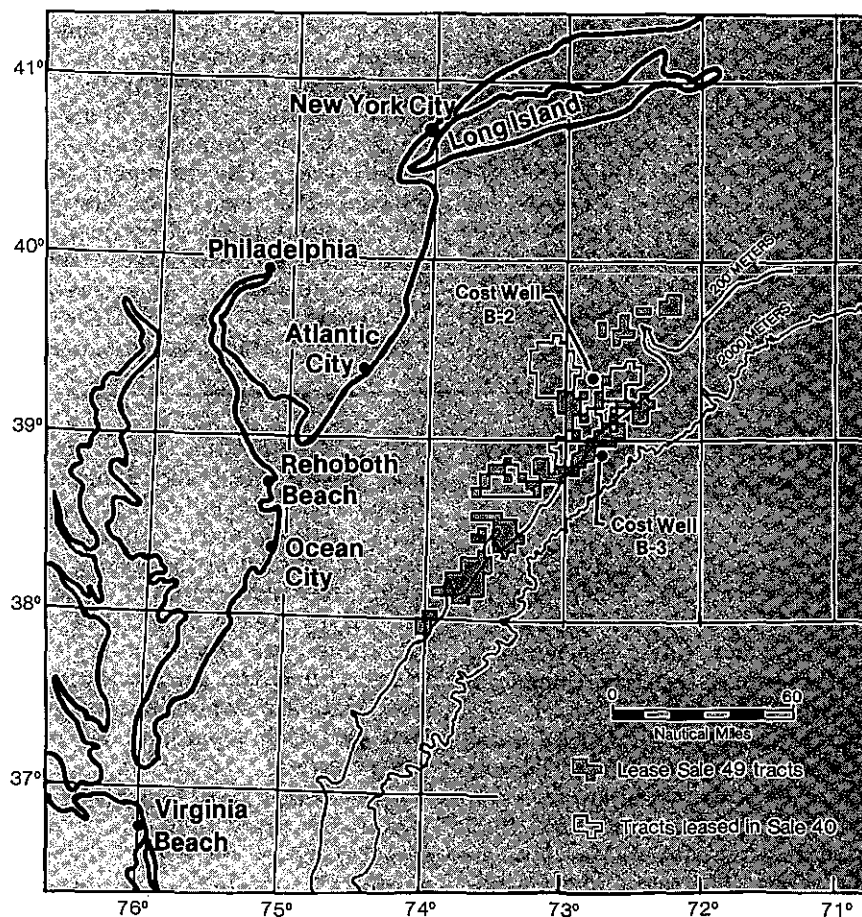 41°
New York City
Long Island
40°
Philadelphia
200 METERS
2000 METERS
Cost Well
B-2
Atlantic
City
39°
Rehoboth
Beach
Cost Well
B-3
Ocean
City
38°
0
60
Nautical Miles
37°
Lease Sale 49 tracts
Virginia
Beach
Tracts leased in Sale 40
76°
75°
74°
73°
72°
71°